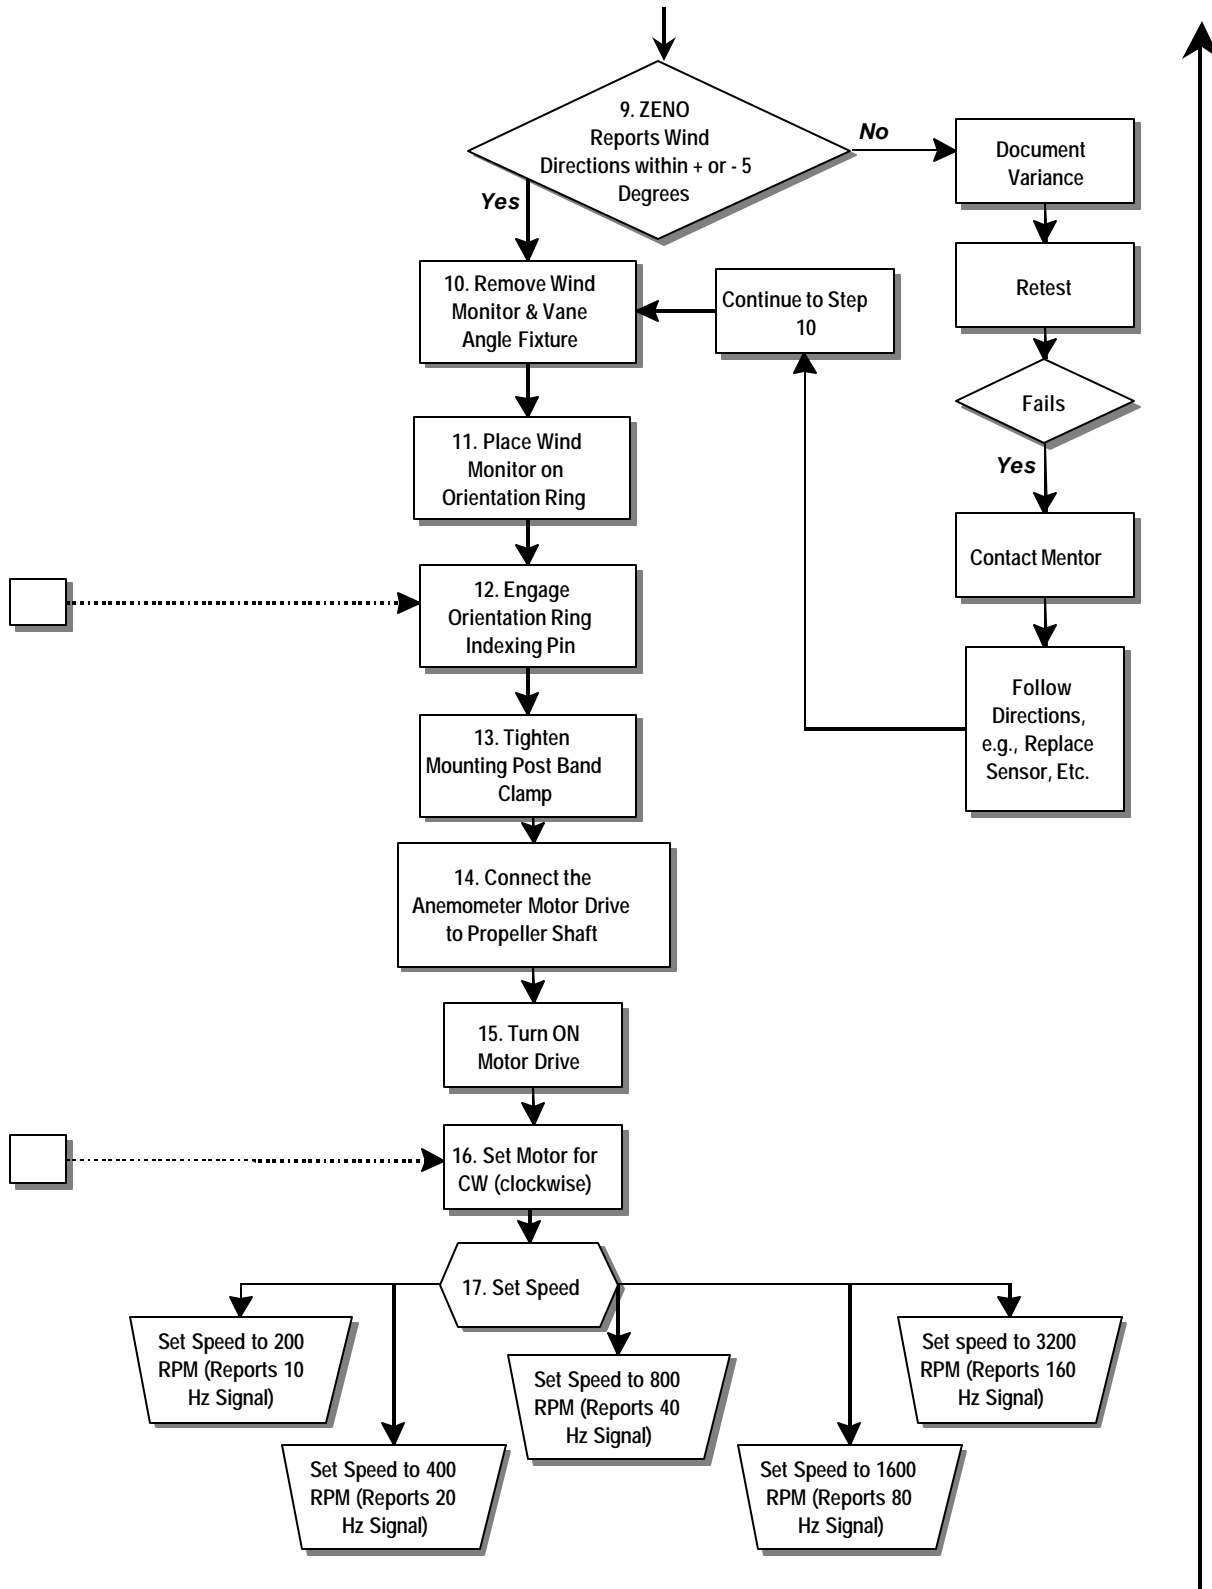 9. ZENO
Reports Wind
Directions within + or - 5
Degrees
No
Yes
Document
Variance
Retest
Fails
Yes
Contact Mentor
Follow
Directions,
e.g., Replace
Sensor, Etc.
Continue to Step
10
10. Remove Wind
Monitor & Vane
Angle Fixture
11. Place Wind
Monitor on
Orientation Ring
12. Engage
Orientation Ring
Indexing Pin
13. Tighten
Mounting Post Band
Clamp
14. Connect the
Anemometer Motor Drive
to Propeller Shaft
15. Turn ON
Motor Drive
16. Set Motor for
CW (clockwise)
17. Set Speed
Set Speed to 200
RPM (Reports 10
Hz Signal)
Set Speed to 400
RPM (Reports 20
Hz Signal)
Set Speed to 800
RPM (Reports 40
Hz Signal)
Set Speed to 1600
RPM (Reports 80
Hz Signal)
Set speed to 3200
RPM (Reports 160
Hz Signal)